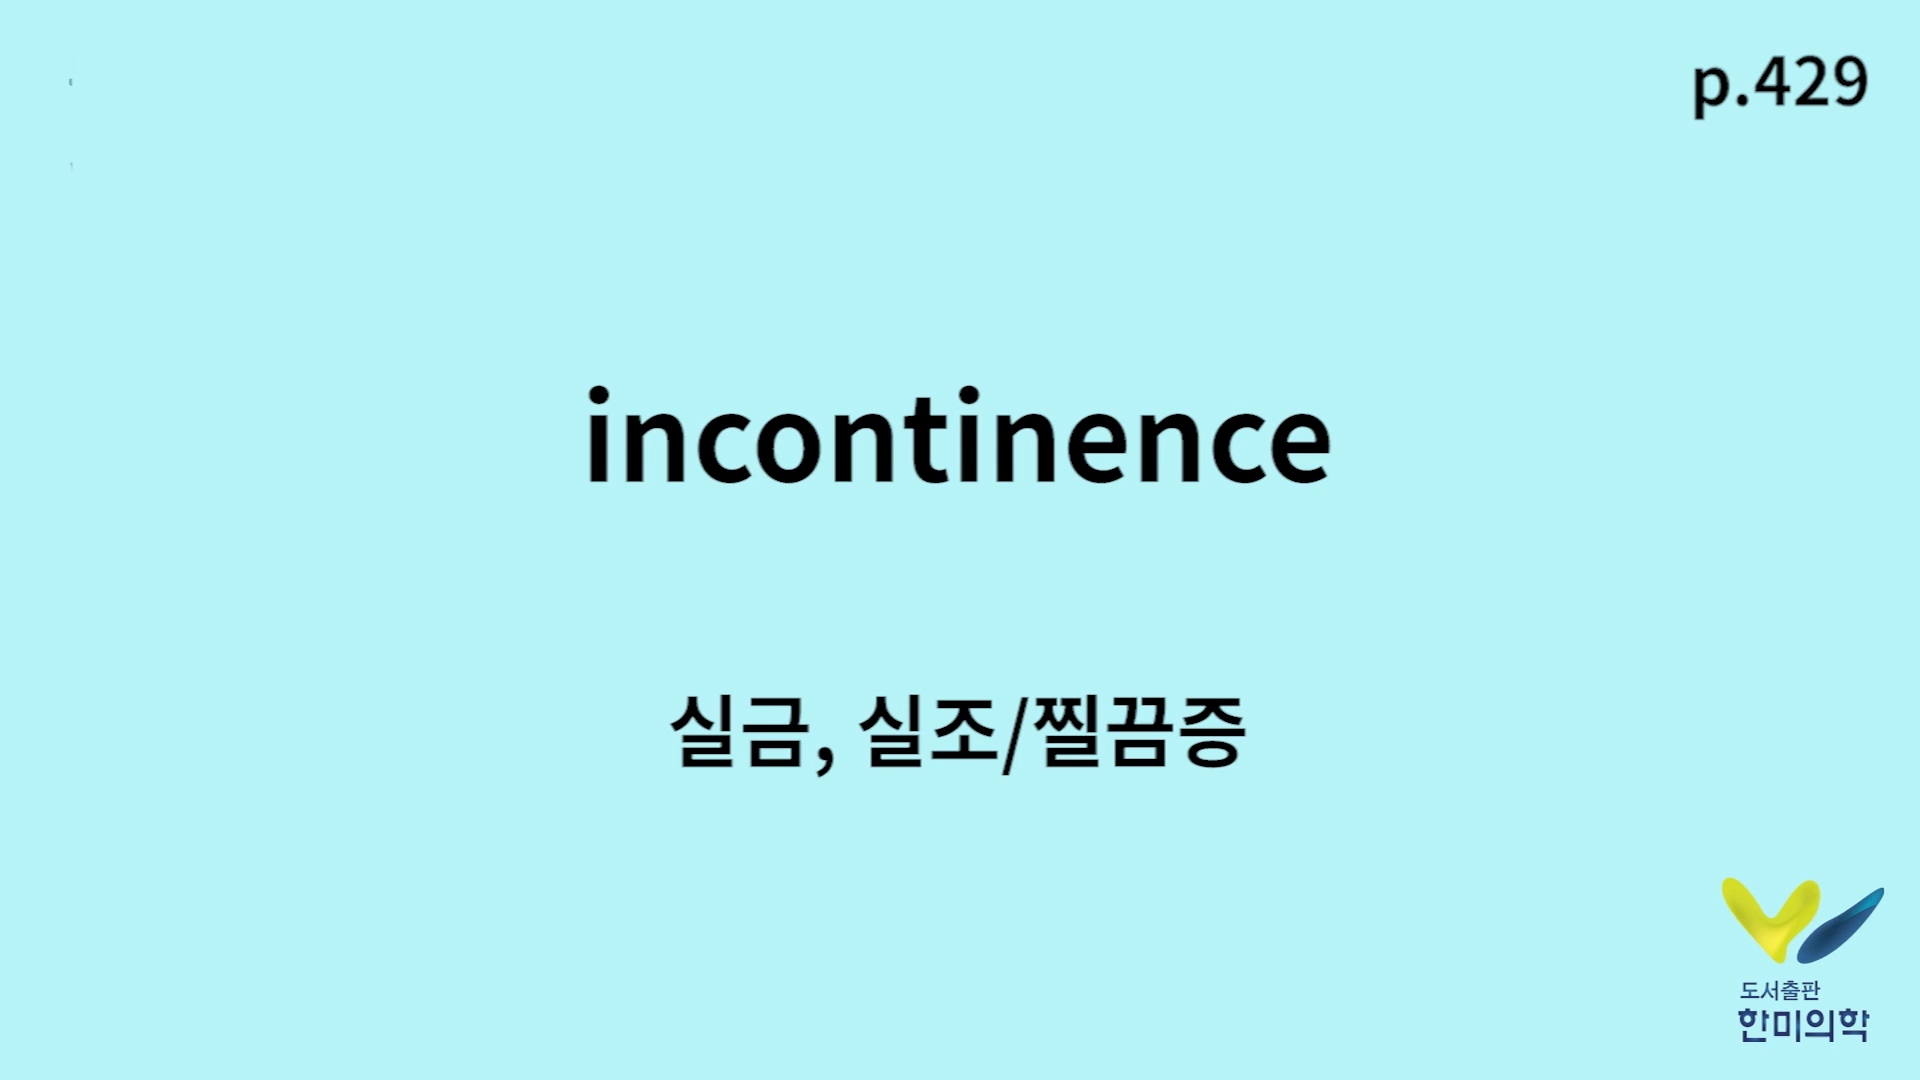 p.429
incontinence
실금, 실조/찔끔증
도서출판
한미의학